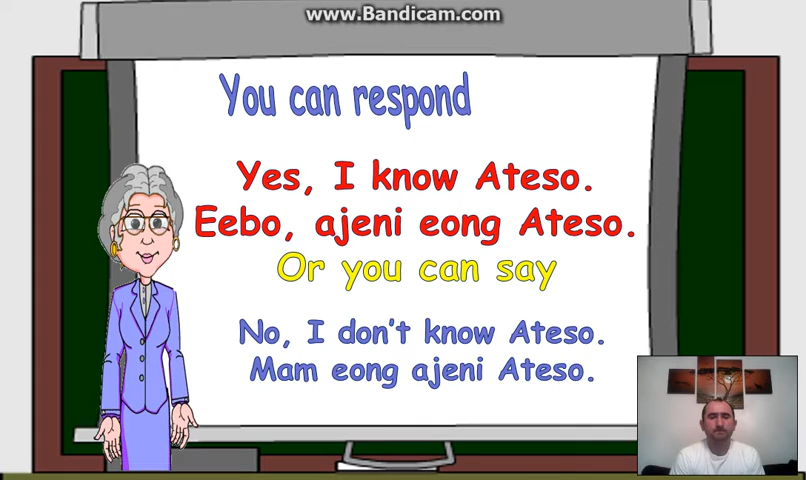 www.Bandicam.com
You can respond
Yes, I know Ateso.
Eebo, ajeni eong Ateso.
Or you can say
No, I don't know Ateso.
Mam eong ajeni Ateso.